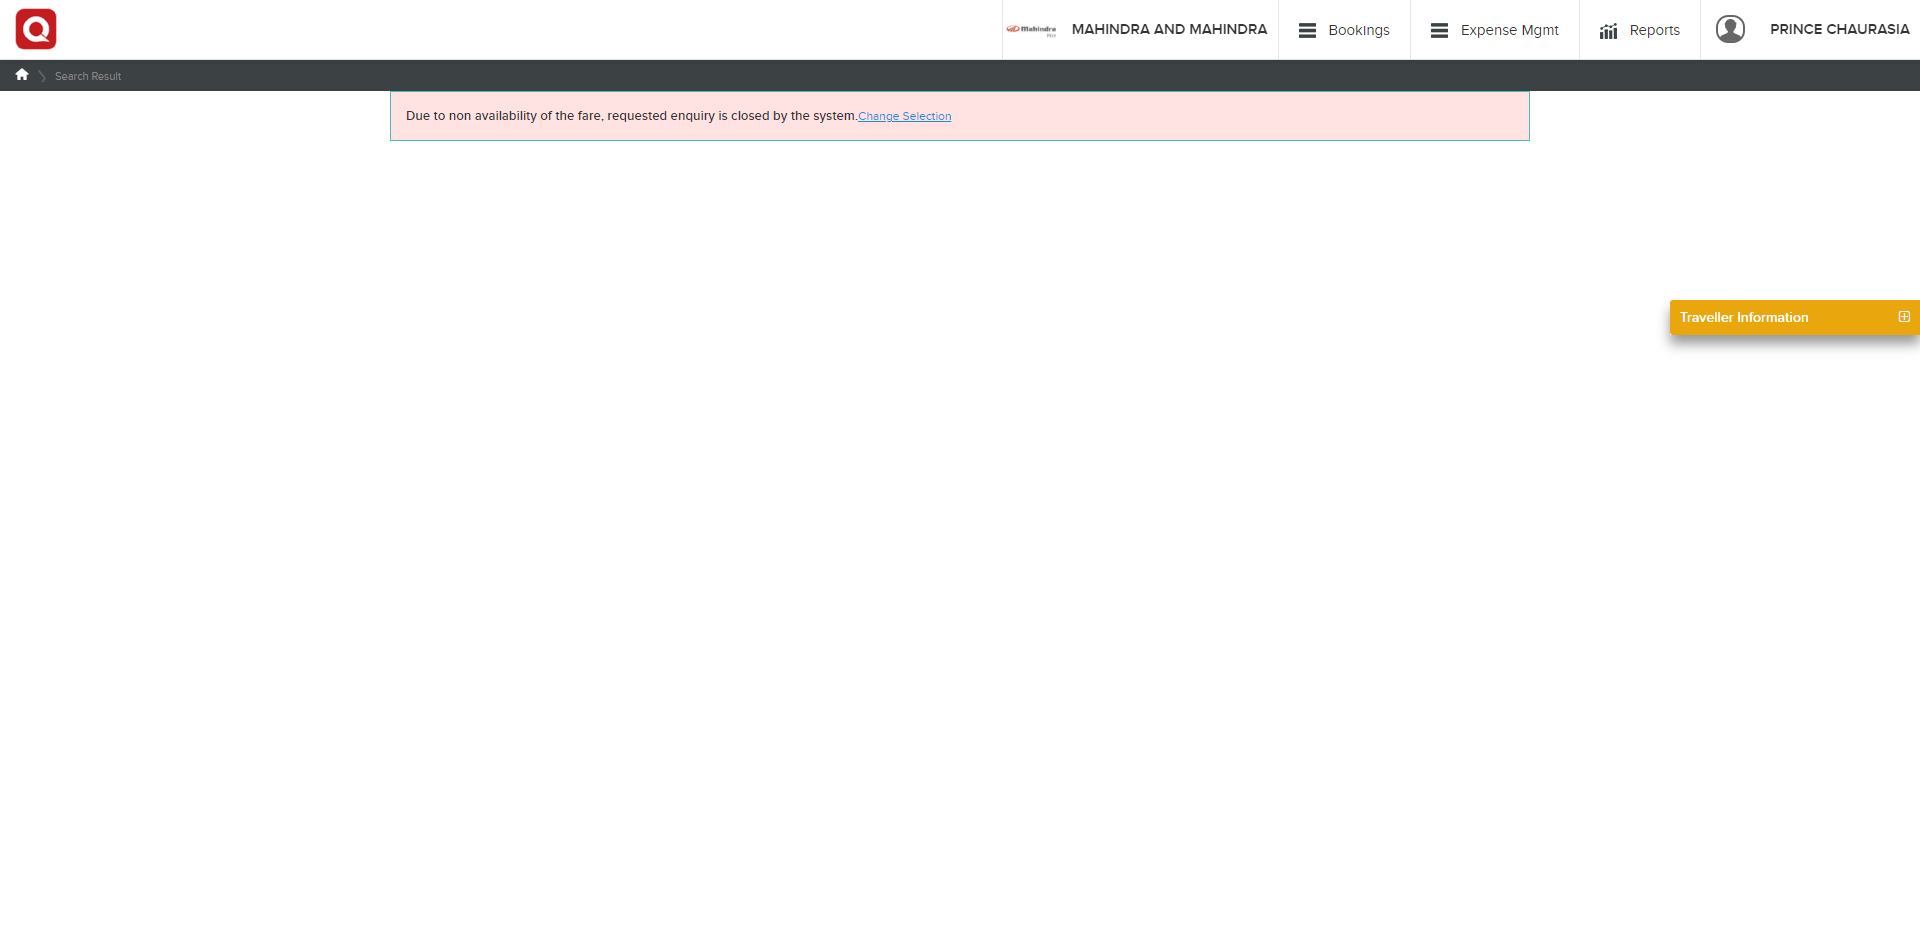 Q
Mahindra
MAHINDRA AND MAHINDRA
Bookings
Expense Mgmt
Reports
PRINCE CHAURASIA
Search Result
Due to non availability of the fare, requested enquiry is closed by the system.Change Selection
Traveller Information